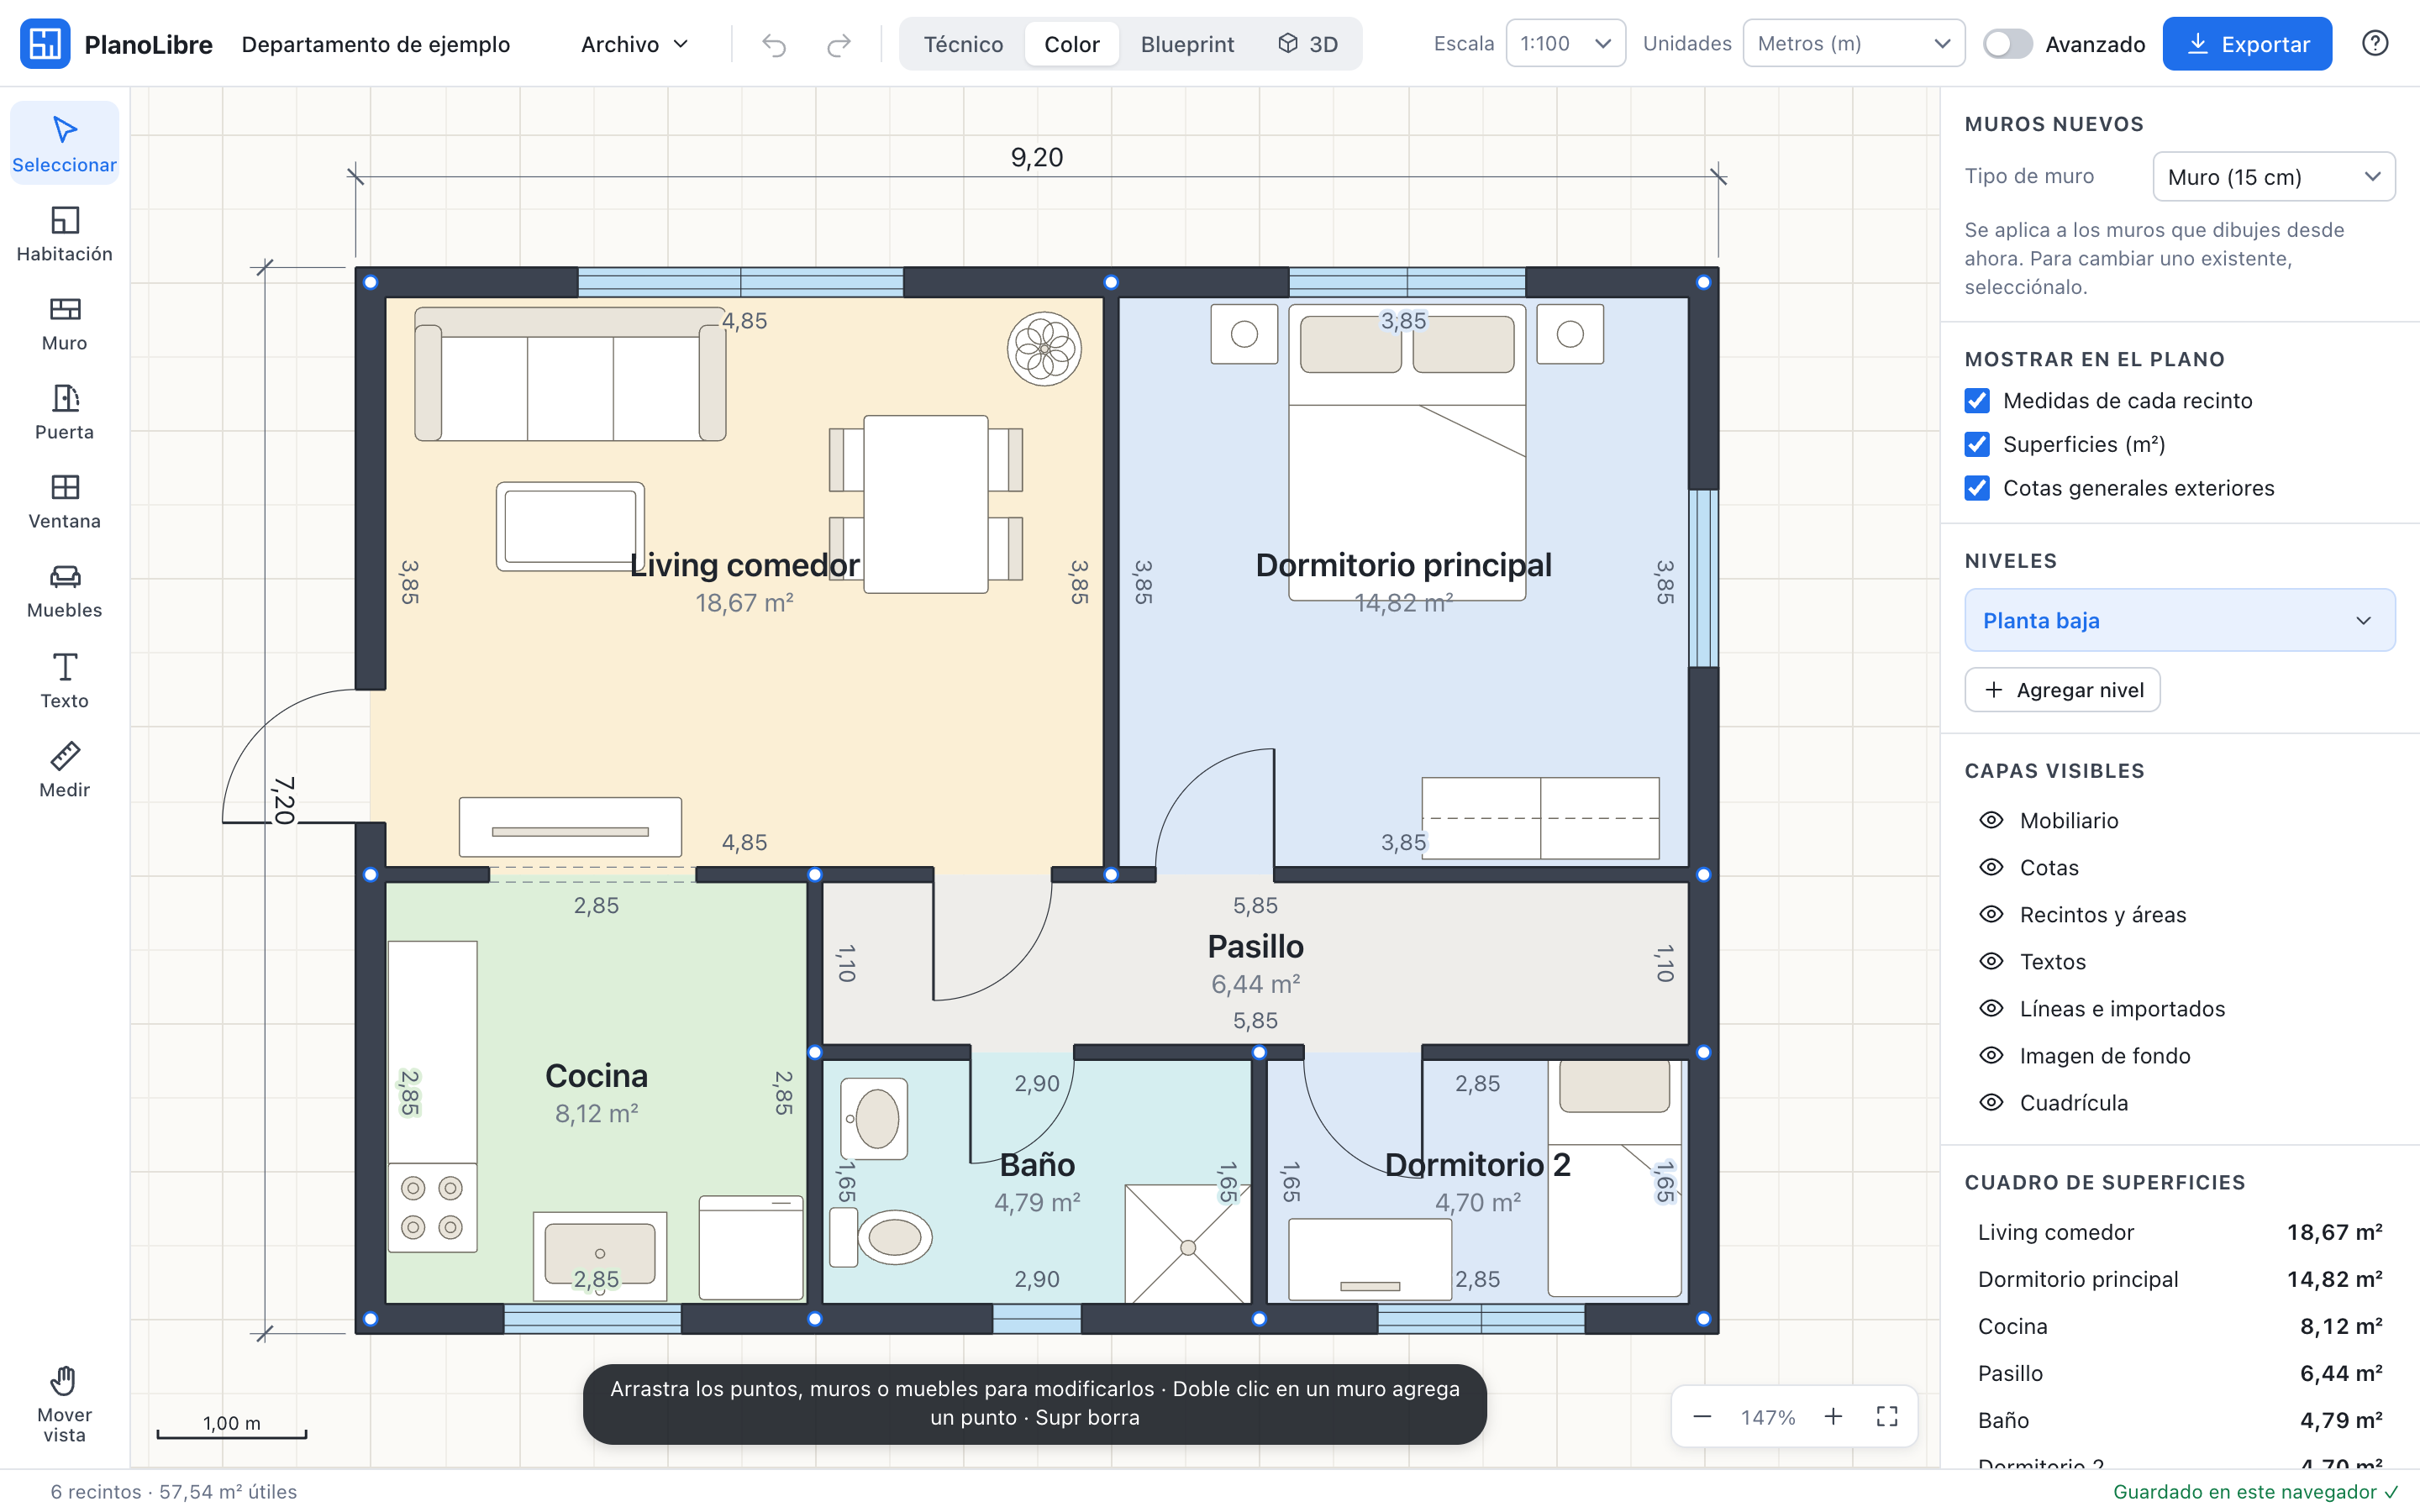 PlanoLibre
Departamento de ejemplo
Archivo
Técnico
Color
Blueprint
3D
Escala
1:100
Unidades
Metros (m)
Avanzado
Exportar
Seleccionar
Habitación
Muro
Puerta
Ventana
Muebles
Texto
Medir
Mover
vista
9,20
7,20
4,85
3,85
Living comedor
18,67 m²
3,85
4,85
3,85
3,85
Dormitorio principal
14,82 m²
3,85
3,85
2,85
2,85
Cocina
8,12 m²
2,85
2,85
5,85
1,10
Pasillo
6,44 m²
1,10
5,85
2,90
1,65
Baño
4,79 m²
1,65
2,90
2,85
1,65
Dormitorio 2
4,70 m²
1,65
2,85
1,00 m
Arrastra los puntos, muros o muebles para modificarlos · Doble clic en un muro agrega
un punto · Supr borra
147%
MUROS NUEVOS
Tipo de muro
Muro (15 cm)
Se aplica a los muros que dibujes desde
ahora. Para cambiar uno existente,
selecciónalo.
MOSTRAR EN EL PLANO
Medidas de cada recinto
Superficies (m²)
Cotas generales exteriores
NIVELES
Planta baja
Agregar nivel
CAPAS VISIBLES
Mobiliario
Cotas
Recintos y áreas
Textos
Líneas e importados
Imagen de fondo
Cuadrícula
CUADRO DE SUPERFICIES
Living comedor 18,67 m²
Dormitorio principal 14,82 m²
Cocina 8,12 m²
Pasillo 6,44 m²
Baño 4,79 m²
Dormitorio 2 4,70 m²
6 recintos · 57,54 m² útiles
Guardado en este navegador ✓